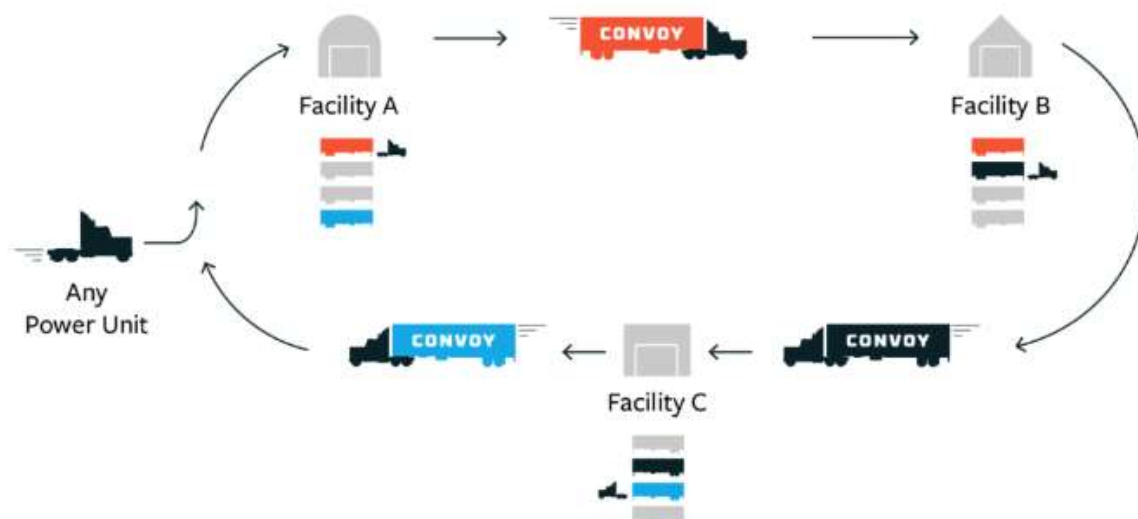 CONVOY
Facility A
Facility B
Any
Power Unit
CONVOY
CONVOY
Facility C